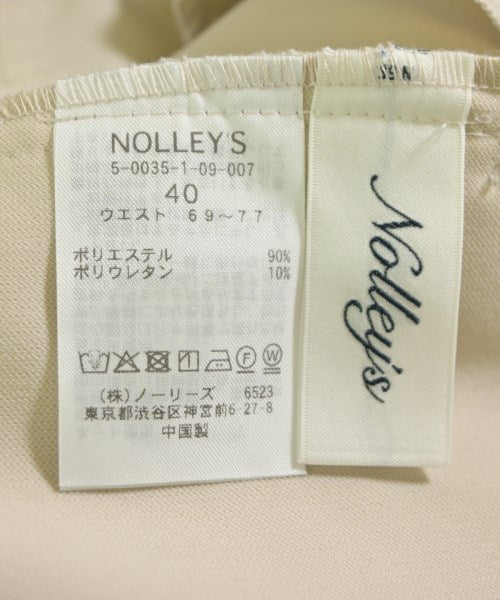 NOLLEY'S
5-0035-1-09-007
40
ウエスト 69～77
ポリエステル 90%
ポリウレタン 10%
F W
(株)ノーリーズ 6523
東京都渋谷区神宮前6-27-8
中国製
Nolley's